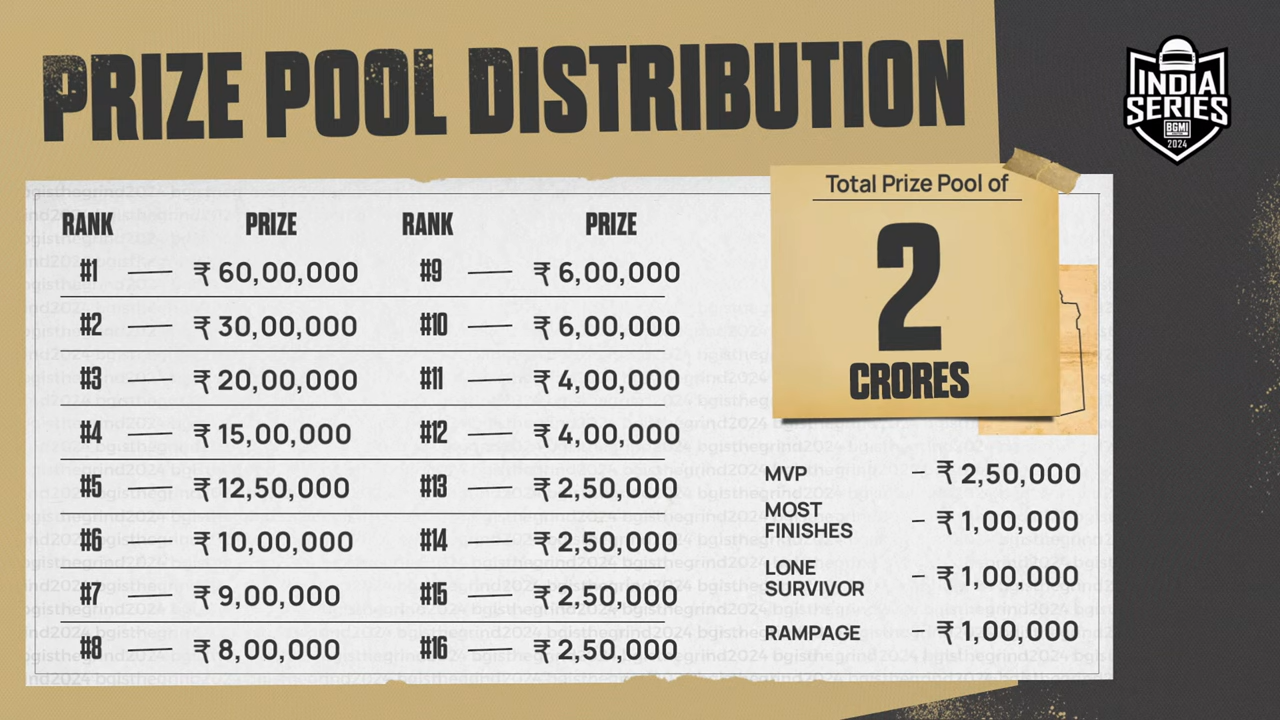 PRIZE POOL DISTRIBUTION
INDIA
SERIES
BGMI
2024
RANK PRIZE RANK PRIZE
#1 — ₹ 60,00,000 #9 — ₹ 6,00,000
#2 — ₹ 30,00,000 #10 — ₹ 6,00,000
#3 — ₹ 20,00,000 #11 — ₹ 4,00,000
#4 — ₹ 15,00,000 #12 — ₹ 4,00,000
#5 — ₹ 12,50,000 #13 — ₹ 2,50,000
#6 — ₹ 10,00,000 #14 — ₹ 2,50,000
#7 — ₹ 9,00,000 #15 — ₹ 2,50,000
#8 — ₹ 8,00,000 #16 — ₹ 2,50,000
Total Prize Pool of
2
CRORES
MVP – ₹ 2,50,000
MOST
FINISHES – ₹ 1,00,000
LONE
SURVIVOR – ₹ 1,00,000
RAMPAGE – ₹ 1,00,000